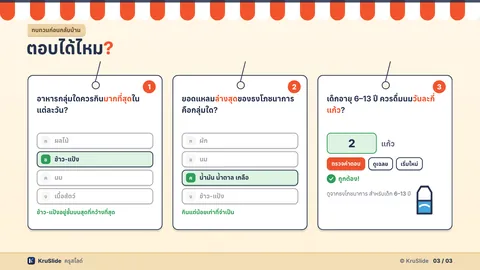 ทบทวนก่อนกลับบ้าน
ตอบได้ไหม?
1
อาหารกลุ่มใดควรกินมากที่สุดใน
แต่ละวัน?
ผลไม้
ข้าว-แป้ง
นม
เนื้อสัตว์
ข้าว-แป้งอยู่ชั้นบนสุดที่กว้างที่สุด
2
ยอดแหลมล่างสุดของธงโภชนาการ
คือกลุ่มใด?
ผัก
นม
น้ำมัน น้ำตาล เกลือ
ข้าว-แป้ง
กินแต่น้อยเท่าที่จำเป็น
3
เด็กอายุ 6–13 ปี ควรดื่มนมวันละกี่
แก้ว?
2 แก้ว
ตรวจคำตอบ ดูเฉลย เริ่มใหม่
ถูกต้อง!
ดูจากธงโภชนาการ สำหรับเด็ก 6–13 ปี
KruSlide ครูสไลด์
© KruSlide 03 / 03